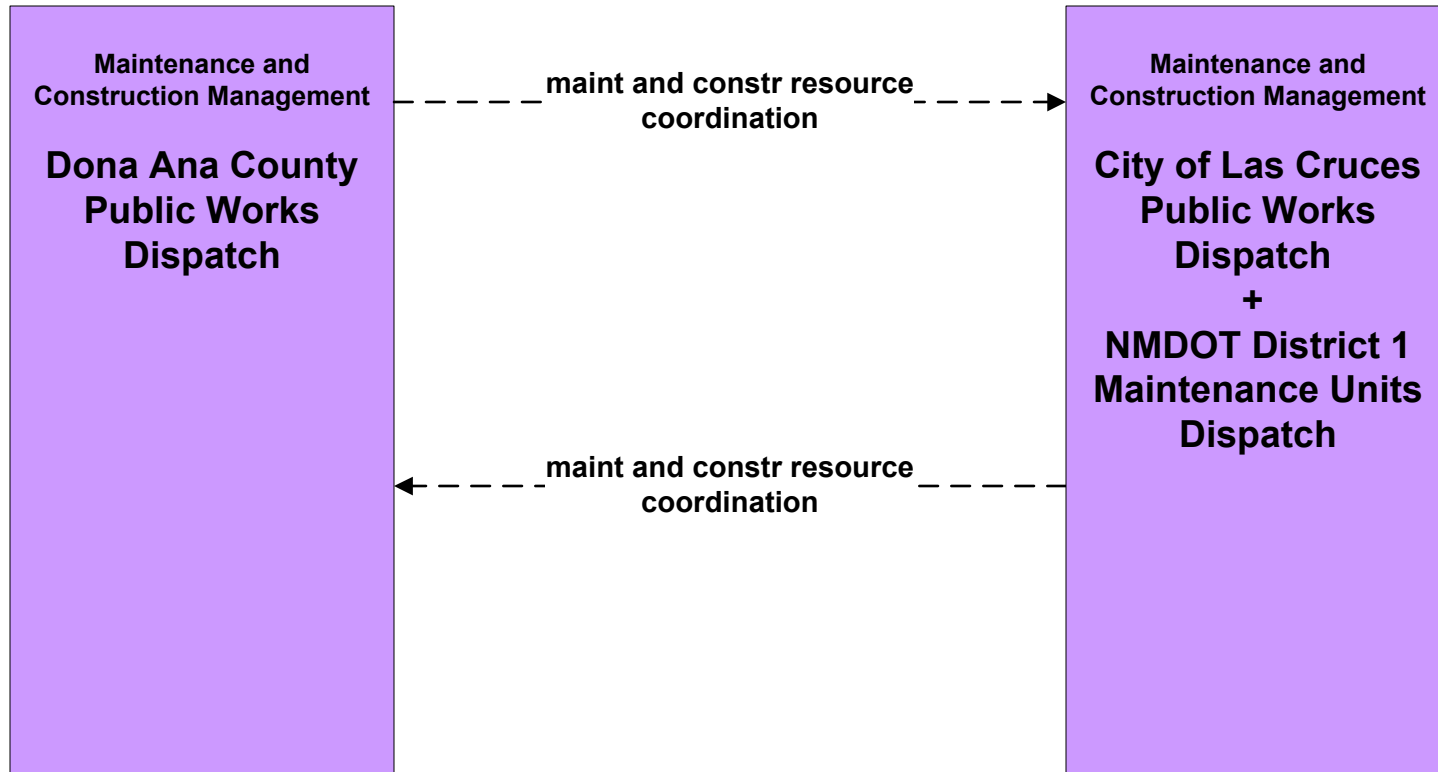 Maintenance and
Construction Management
Dona Ana County
Public Works
Dispatch
maint and constr resource
coordination
maint and constr resource
coordination
Maintenance and
Construction Management
City of Las Cruces
Public Works
Dispatch
+
NMDOT District 1
Maintenance Units
Dispatch